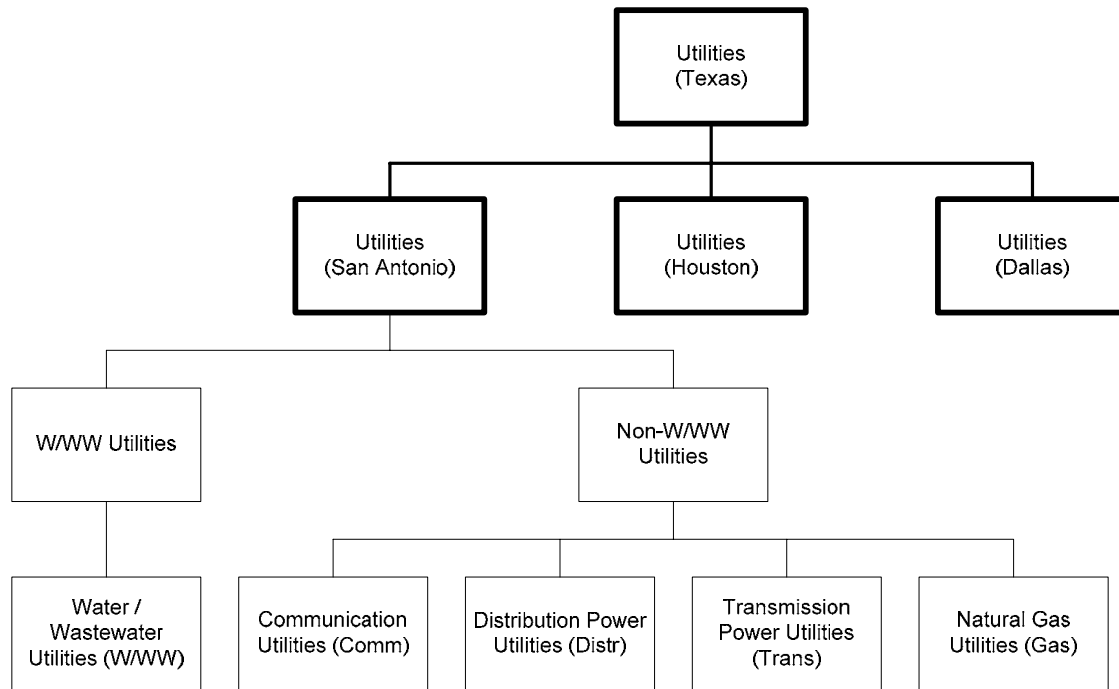 Utilities
(Texas)
Utilities
(San Antonio)
Utilities
(Houston)
Utilities
(Dallas)
W/WW Utilities
Non-W/WW
Utilities
Water /
Wastewater
Utilities (W/WW)
Communication
Utilities (Comm)
Distribution Power
Utilities (Distr)
Transmission
Power Utilities
(Trans)
Natural Gas
Utilities (Gas)